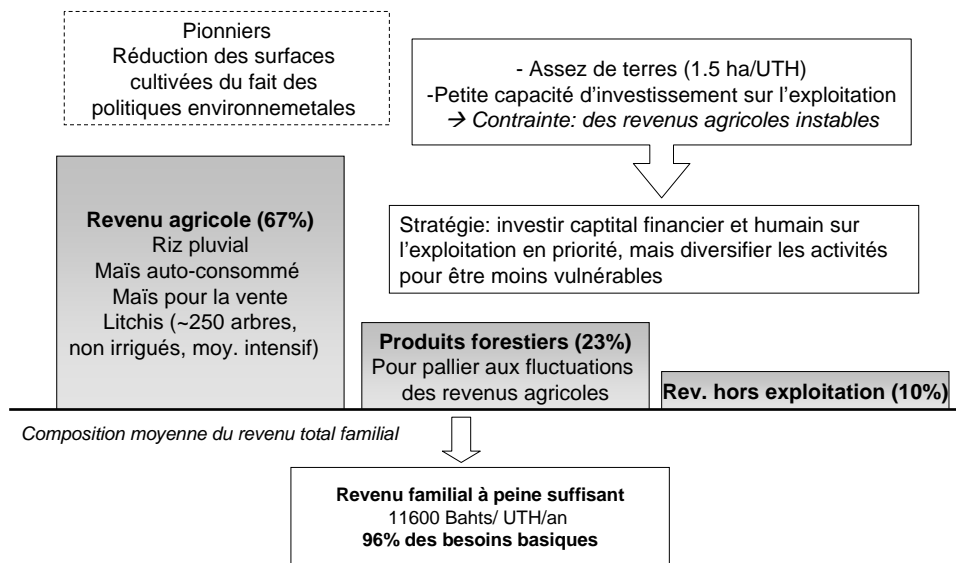 Pionniers
Réduction des surfaces
cultivées du fait des
politiques environnemetales
- Assez de terres (1.5 ha/UTH)
-Petite capacité d'investissement sur l'exploitation
→ Contrainte: des revenus agricoles instables
Revenu agricole (67%)
Riz pluvial
Maïs auto-consommé
Maïs pour la vente
Litchis (~250 arbres,
non irrigués, moy. intensif)
Stratégie: investir captital financier et humain sur
l'exploitation en priorité, mais diversifier les activités
pour être moins vulnérables
Produits forestiers (23%)
Pour pallier aux fluctuations
des revenus agricoles
Rev. hors exploitation (10%)
Composition moyenne du revenu total familial
Revenu familial à peine suffisant
11600 Bahts/ UTH/an
96% des besoins basiques